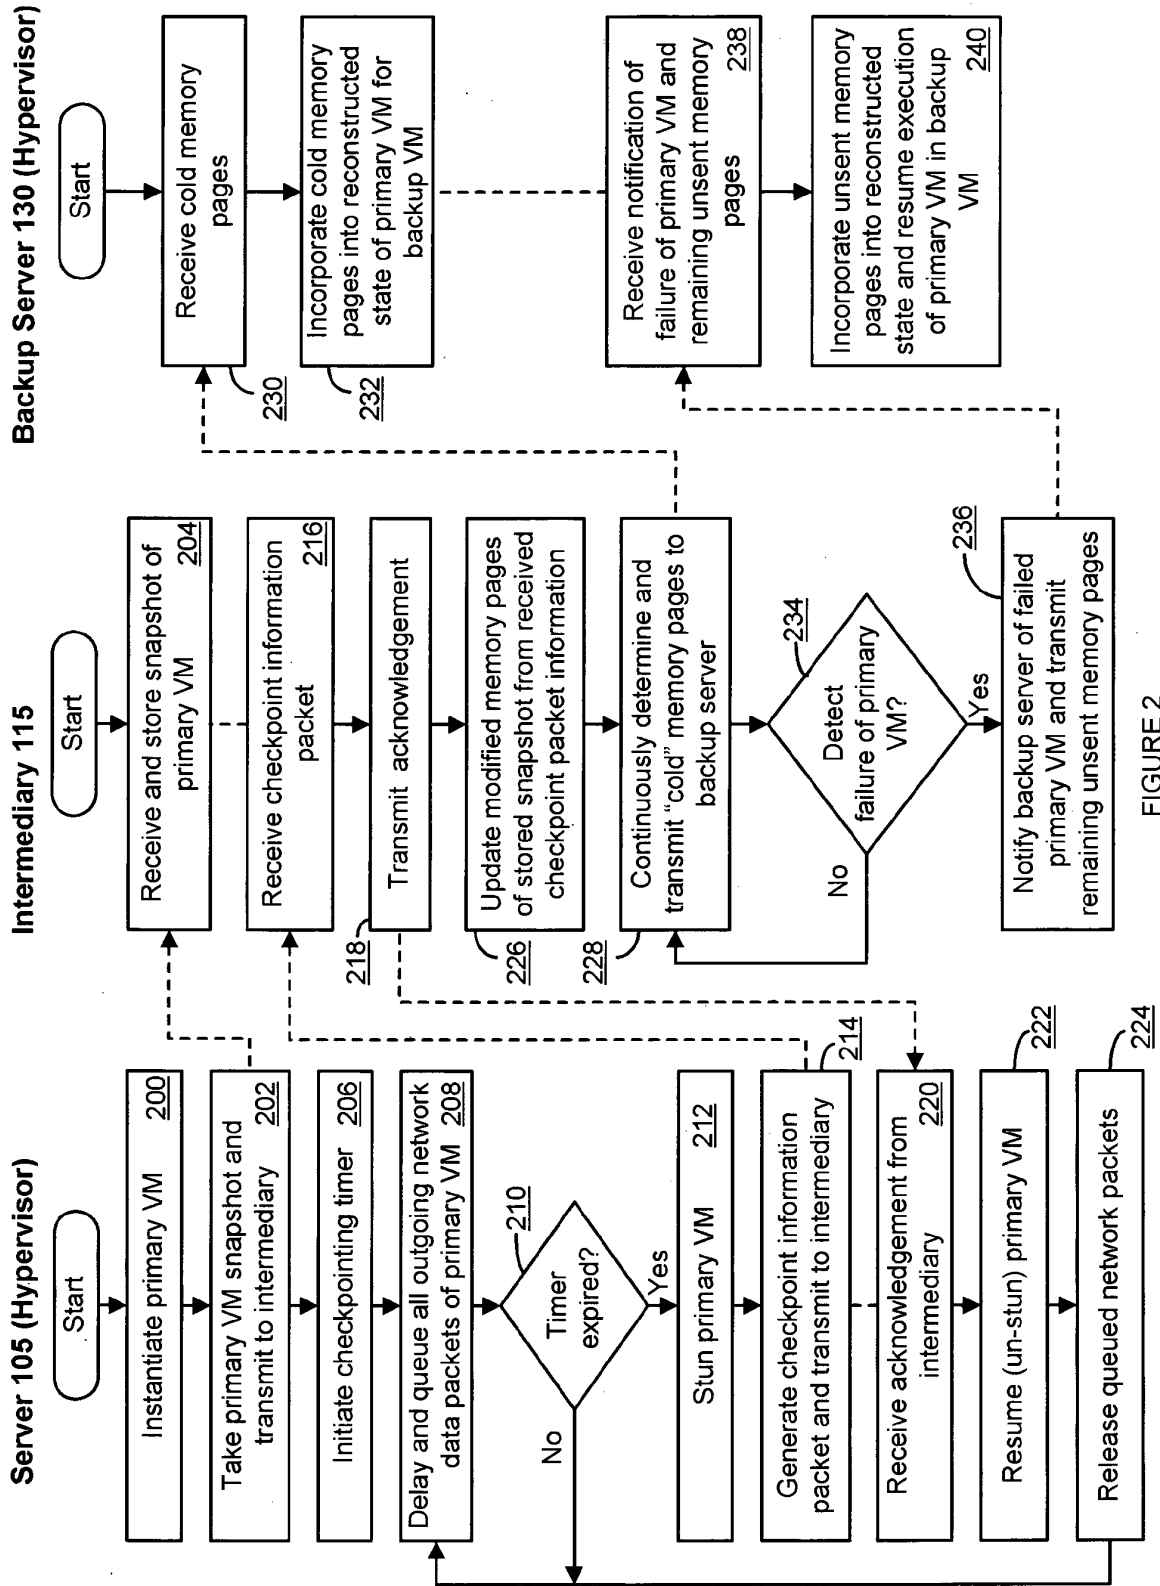 Server 105 (Hypervisor)
Start
Instantiate primary VM
200
Take primary VM snapshot and
transmit to intermediary
202
Initiate checkpointing timer
206
Delay and queue all outgoing network
data packets of primary VM
208
Timer
expired?
210
No
Yes
Stun primary VM
212
Generate checkpoint information
packet and transmit to intermediary
214
Receive acknowledgement from
intermediary
220
Resume (un-stun) primary VM
222
Release queued network packets
224
Intermediary 115
Start
Receive and store snapshot of
primary VM
204
Receive checkpoint information
packet
216
Transmit acknowledgement
218
Update modified memory pages
of stored snapshot from received
checkpoint packet information
226
Continuously determine and
transmit “cold” memory pages to
backup server
228
Detect
failure of primary
VM?
234
No
Yes
Notify backup server of failed
primary VM and transmit
remaining unsent memory pages
236
Backup Server 130 (Hypervisor)
Start
Receive cold memory
pages
230
Incorporate cold memory
pages into reconstructed
state of primary VM for
backup VM
232
Receive notification of
failure of primary VM and
remaining unsent memory
pages
238
Incorporate unsent memory
pages into reconstructed
state and resume execution
of primary VM in backup
VM
240
FIGURE 2